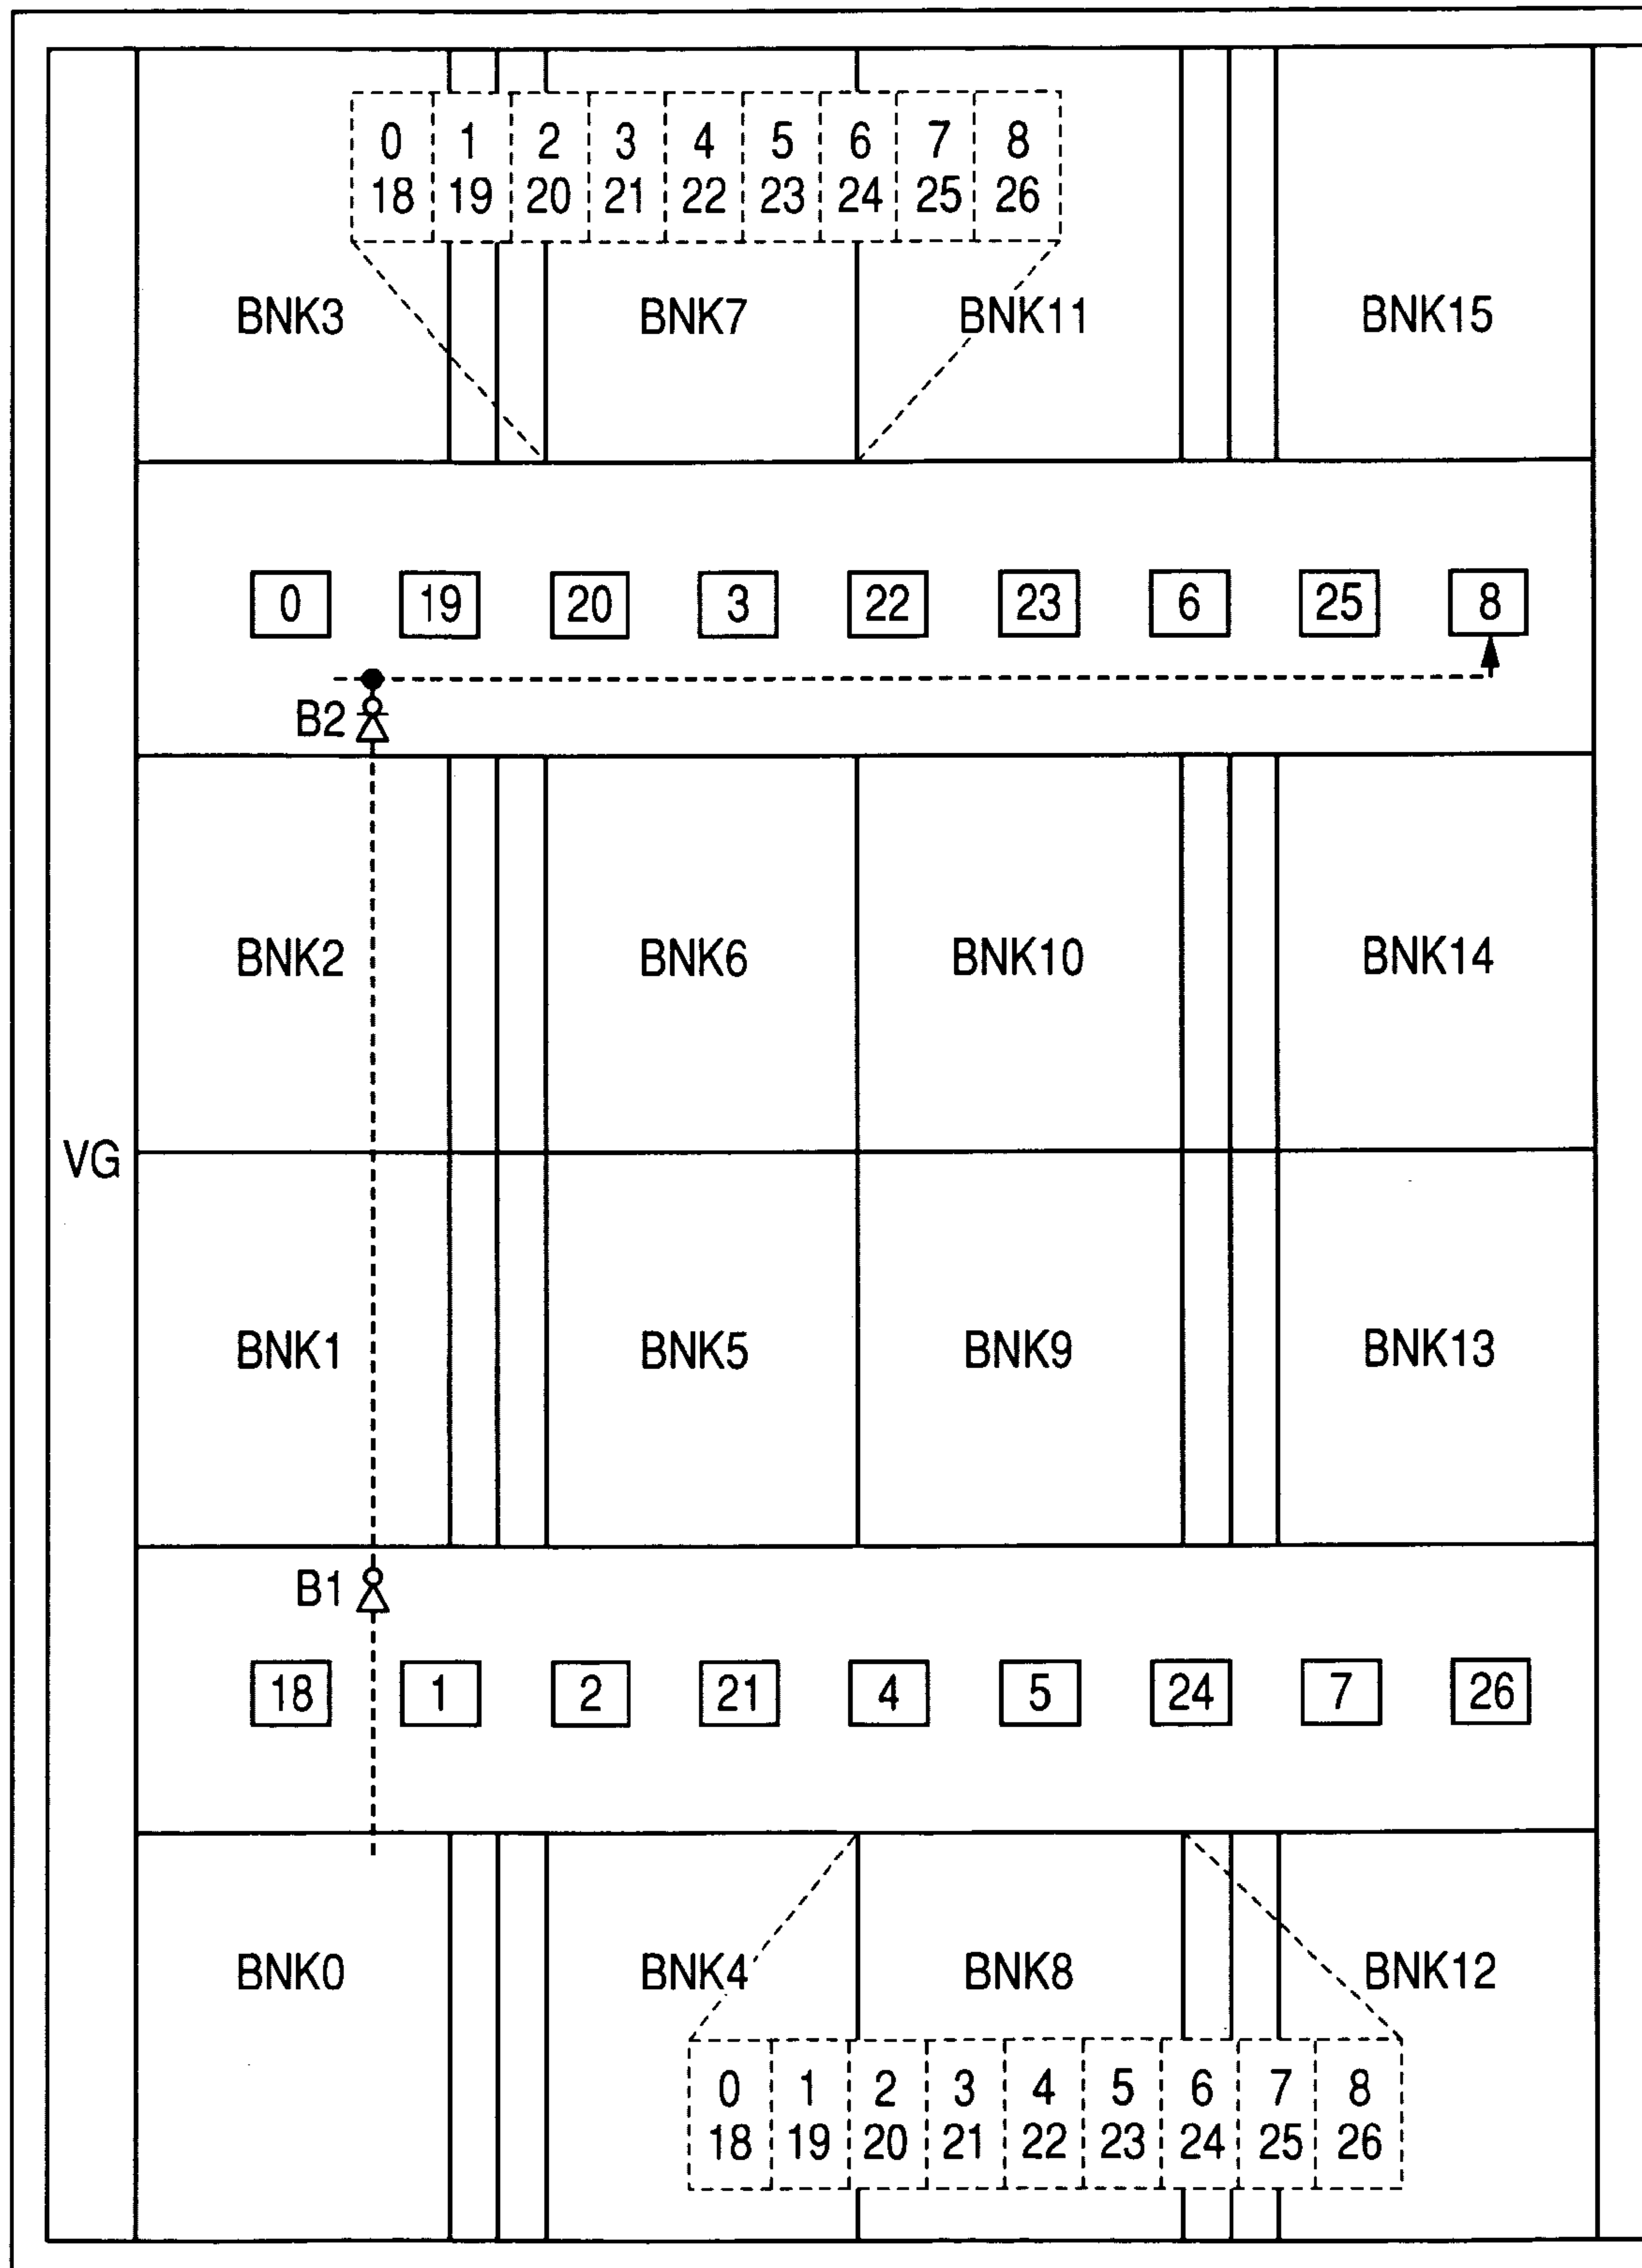 0 1 2 3 4 5 6 7 8
18 19 20 21 22 23 24 25 26
BNK3 BNK7 BNK11 BNK15
0 19 20 3 22 23 6 25 8
B2
BNK2 BNK6 BNK10 BNK14
VG
BNK1 BNK5 BNK9 BNK13
B1
18 1 2 21 4 5 24 7 26
BNK0 BNK4 BNK8 BNK12
0 1 2 3 4 5 6 7 8
18 19 20 21 22 23 24 25 26